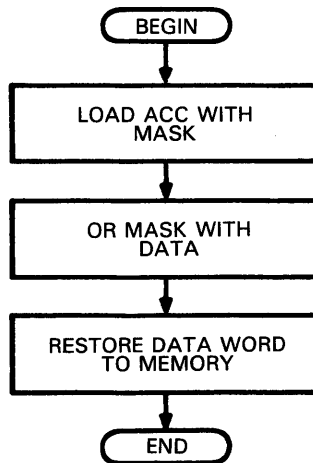 BEGIN
LOAD ACC WITH
MASK
OR MASK WITH
DATA
RESTORE DATA WORD
TO MEMORY
END